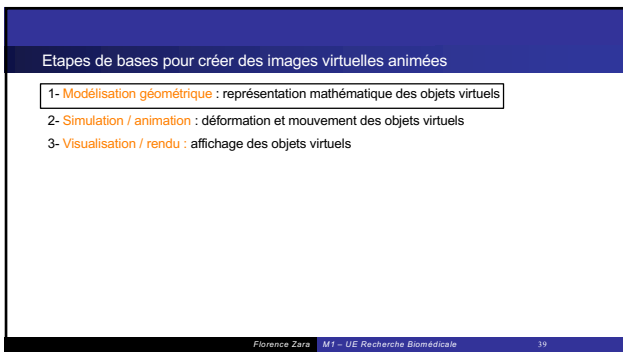 Etapes de bases pour créer des images virtuelles animées
1- Modélisation géométrique : représentation mathématique des objets virtuels
2- Simulation / animation : déformation et mouvement des objets virtuels
3- Visualisation / rendu : affichage des objets virtuels
Florence Zara M1 – UE Recherche Biomédicale 39